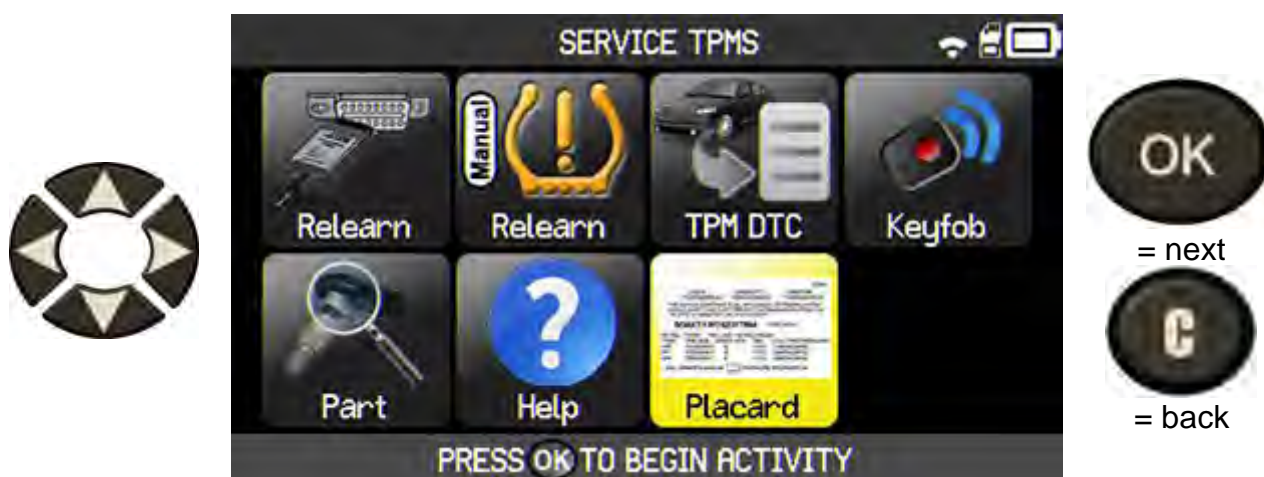 SERVICE TPMS
Manual
Relearn
Relearn
TPM DTC
Keyfob
Part
Help
Placard
PRESS OK TO BEGIN ACTIVITY
OK
= next
C
= back